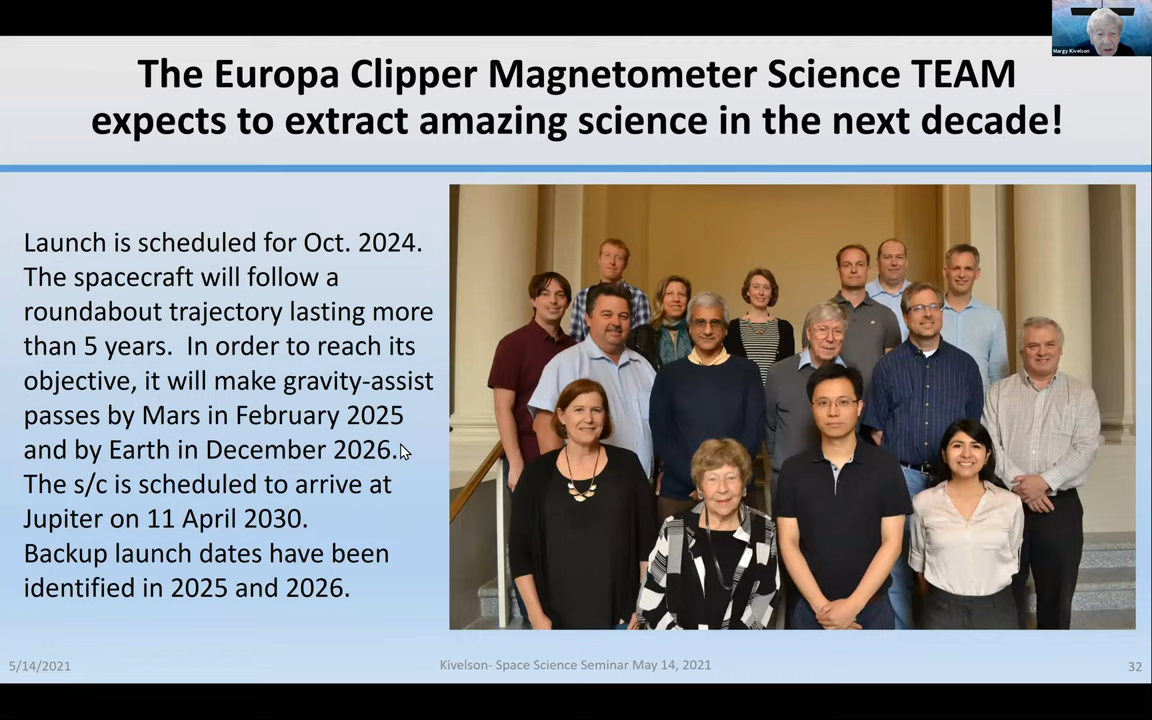 Margy Kivelson
The Europa Clipper Magnetometer Science TEAM
expects to extract amazing science in the next decade!
Launch is scheduled for Oct. 2024.
The spacecraft will follow a
roundabout trajectory lasting more
than 5 years.  In order to reach its
objective, it will make gravity-assist
passes by Mars in February 2025
and by Earth in December 2026.
The s/c is scheduled to arrive at
Jupiter on 11 April 2030.
Backup launch dates have been
identified in 2025 and 2026.
5/14/2021
Kivelson- Space Science Seminar May 14, 2021
32